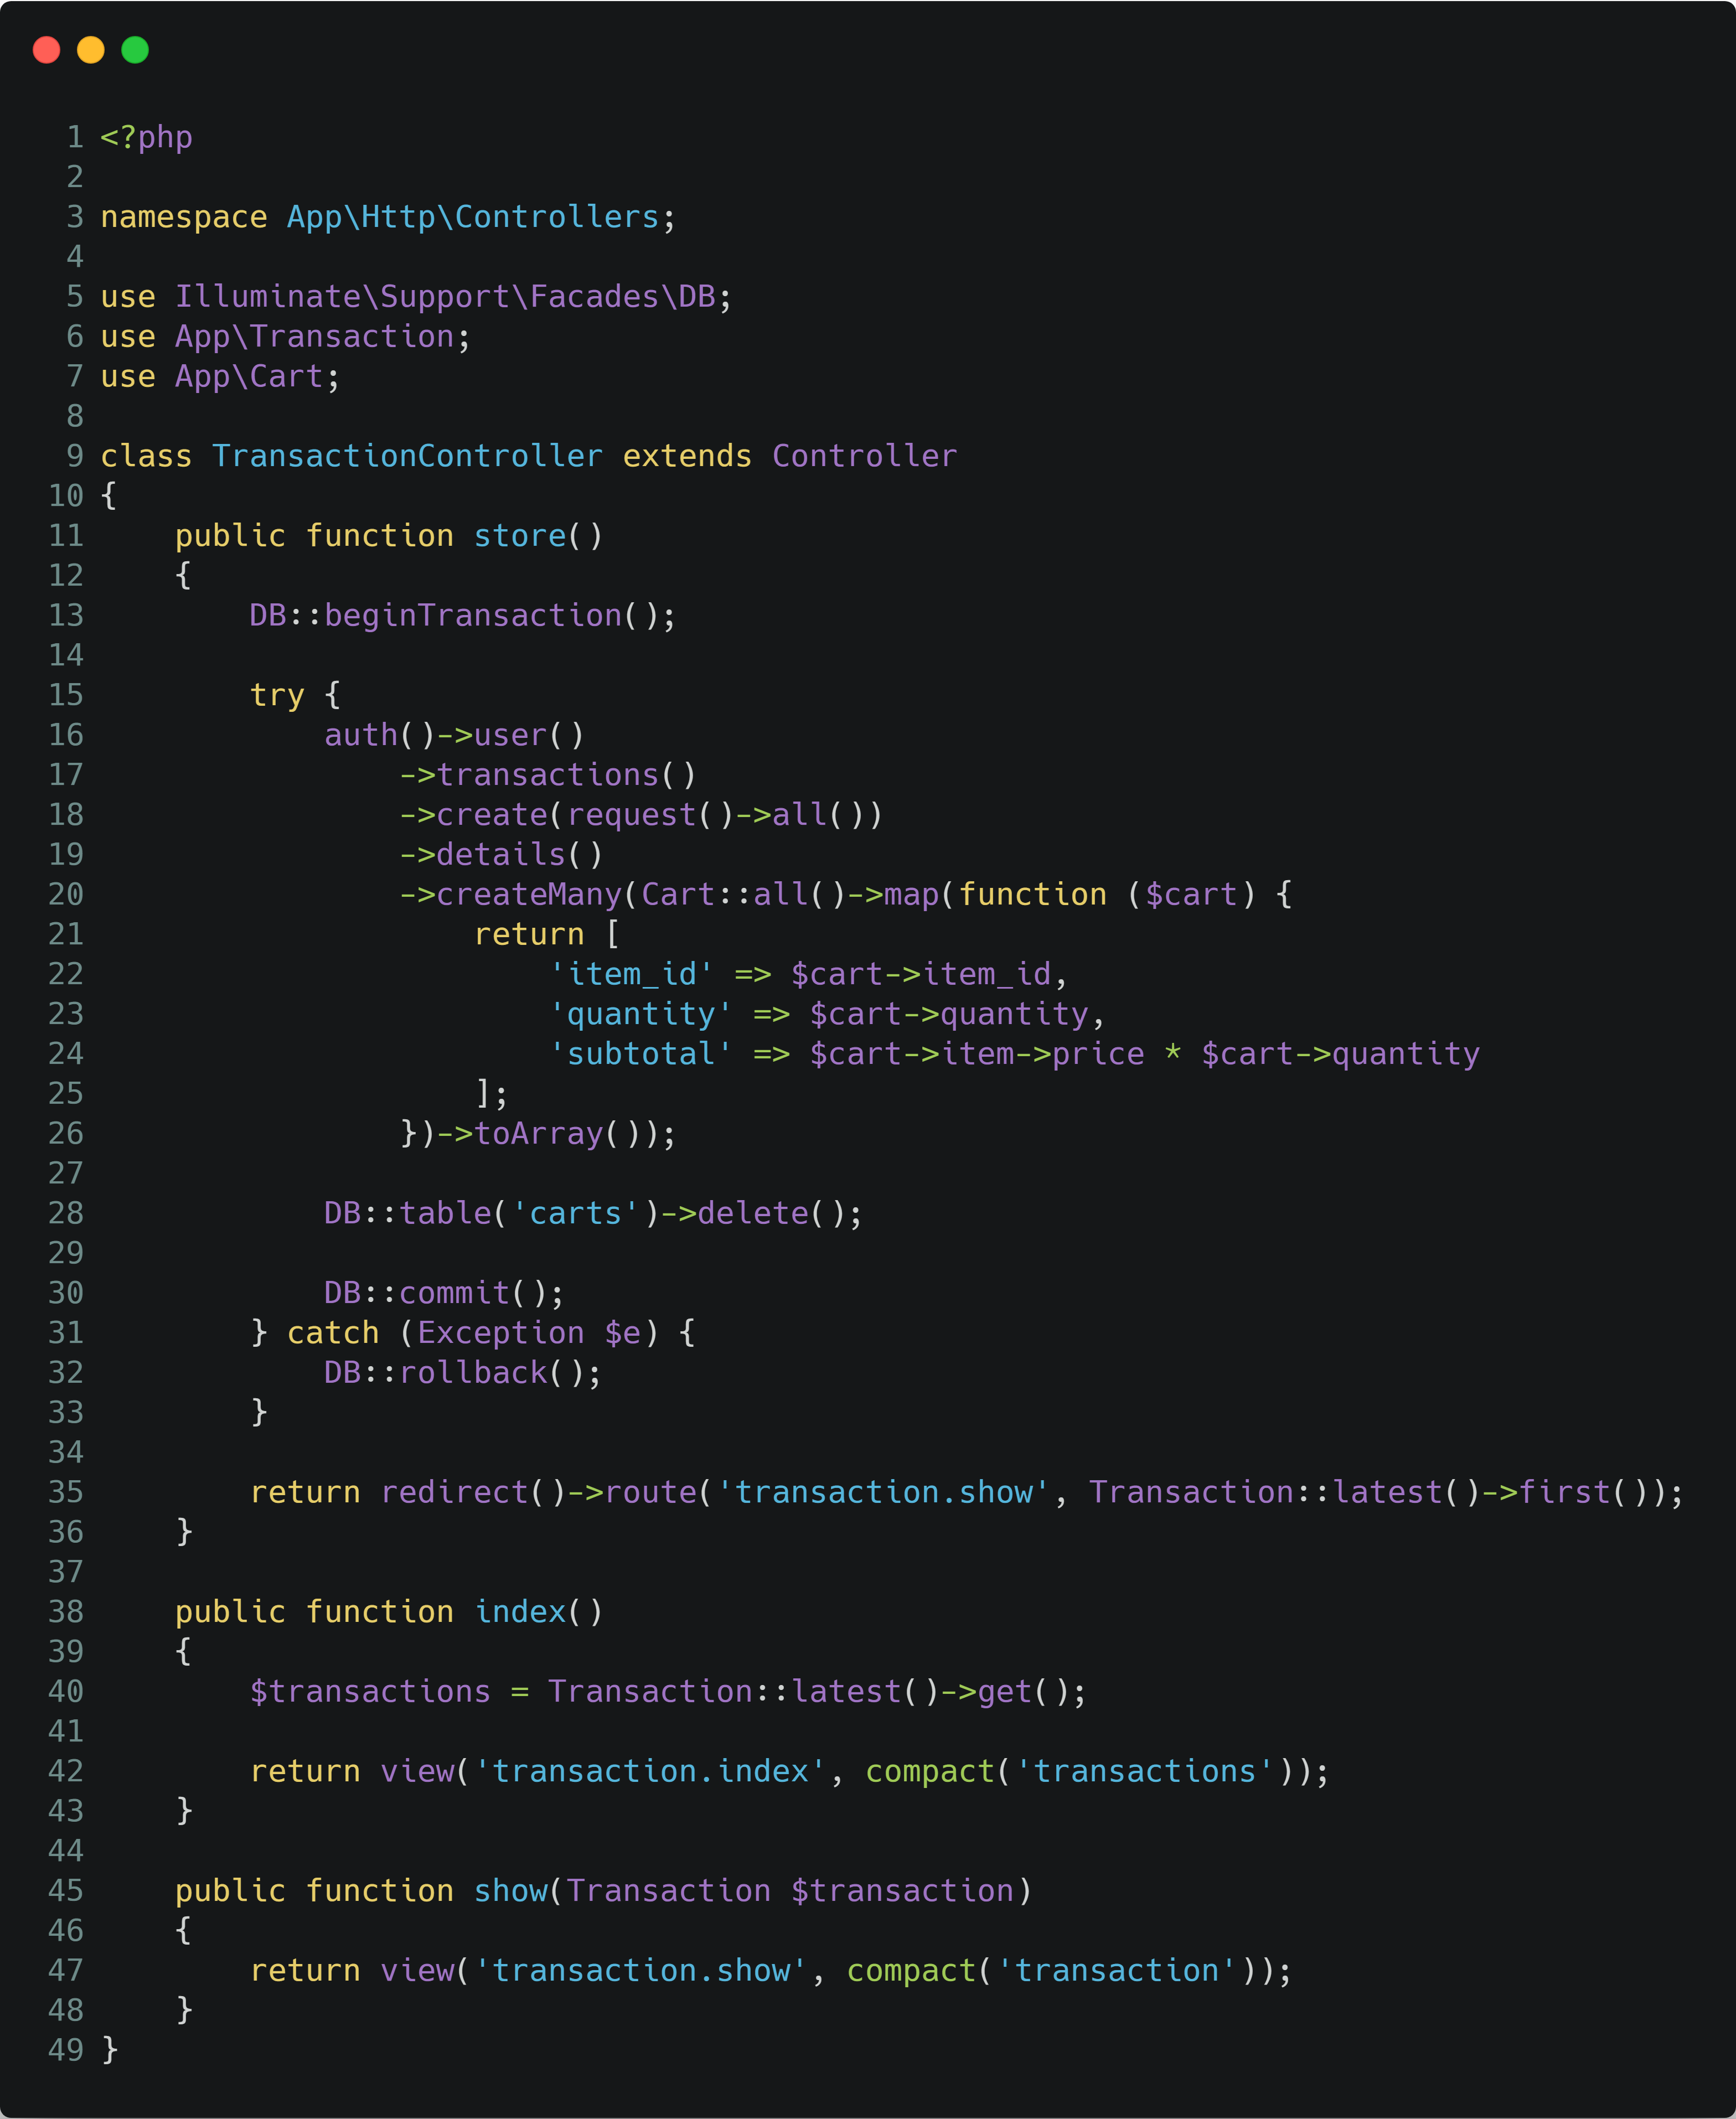 1 <?php
2
3 namespace App\Http\Controllers;
4
5 use Illuminate\Support\Facades\DB;
6 use App\Transaction;
7 use App\Cart;
8
9 class TransactionController extends Controller
10 {
11     public function store()
12     {
13         DB::beginTransaction();
14
15         try {
16             auth()->user()
17                 ->transactions()
18                 ->create(request()->all())
19                 ->details()
20                 ->createMany(Cart::all()->map(function ($cart) {
21                     return [
22                         'item_id' => $cart->item_id,
23                         'quantity' => $cart->quantity,
24                         'subtotal' => $cart->item->price * $cart->quantity
25                     ];
26                 })->toArray());
27
28             DB::table('carts')->delete();
29
30             DB::commit();
31         } catch (Exception $e) {
32             DB::rollback();
33         }
34
35         return redirect()->route('transaction.show', Transaction::latest()->first());
36     }
37
38     public function index()
39     {
40         $transactions = Transaction::latest()->get();
41
42         return view('transaction.index', compact('transactions'));
43     }
44
45     public function show(Transaction $transaction)
46     {
47         return view('transaction.show', compact('transaction'));
48     }
49 }